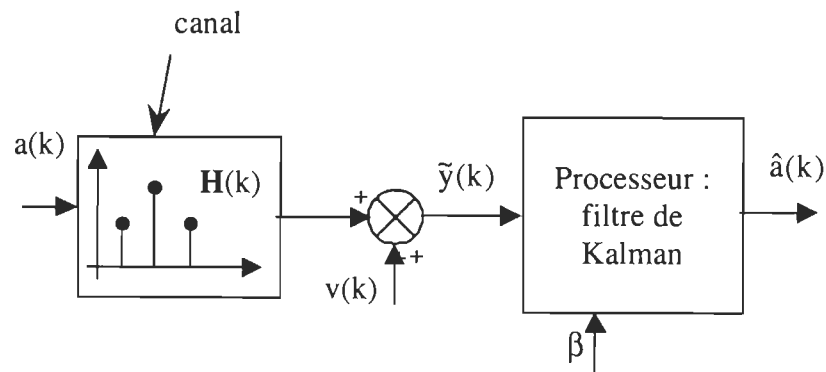 canal
a(k)
H(k)
+
ỹ(k)
++
v(k)
Processeur :
filtre de
Kalman
â(k)
β